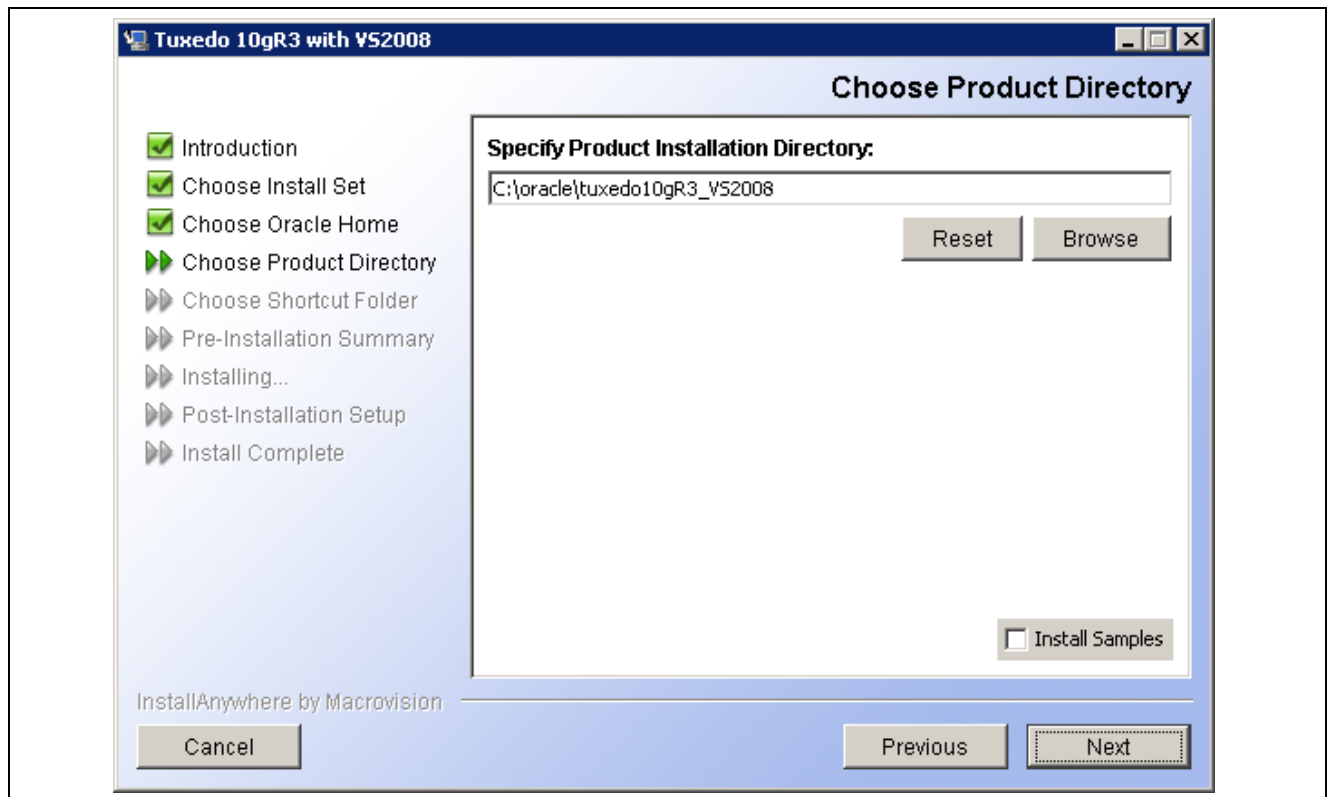 Tuxedo 10gR3 with VS2008
Choose Product Directory
Introduction
Choose Install Set
Choose Oracle Home
Choose Product Directory
Choose Shortcut Folder
Pre-Installation Summary
Installing...
Post-Installation Setup
Install Complete
Specify Product Installation Directory:
C:\oracle\tuxedo10gR3_VS2008
Reset
Browse
Install Samples
InstallAnywhere by Macrovision
Cancel
Previous
Next